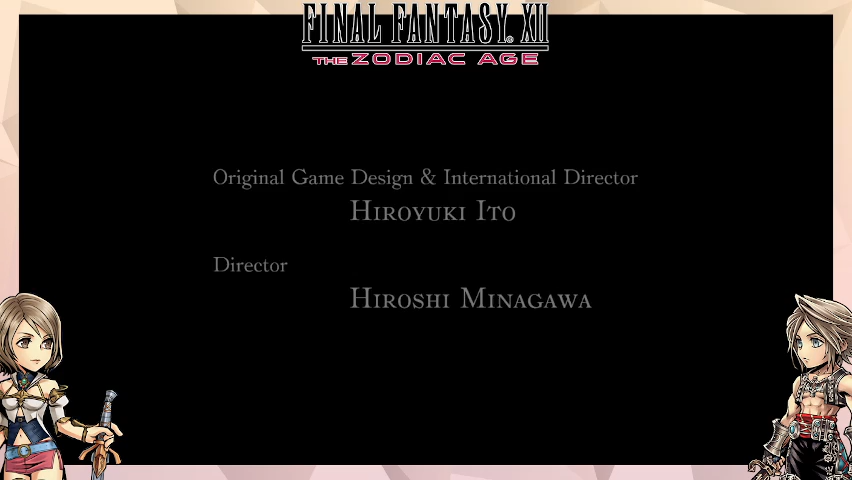 FINAL FANTASY® XII
THE ZODIAC AGE
Original Game Design & International Director
Hiroyuki Ito
Director
Hiroshi Minagawa